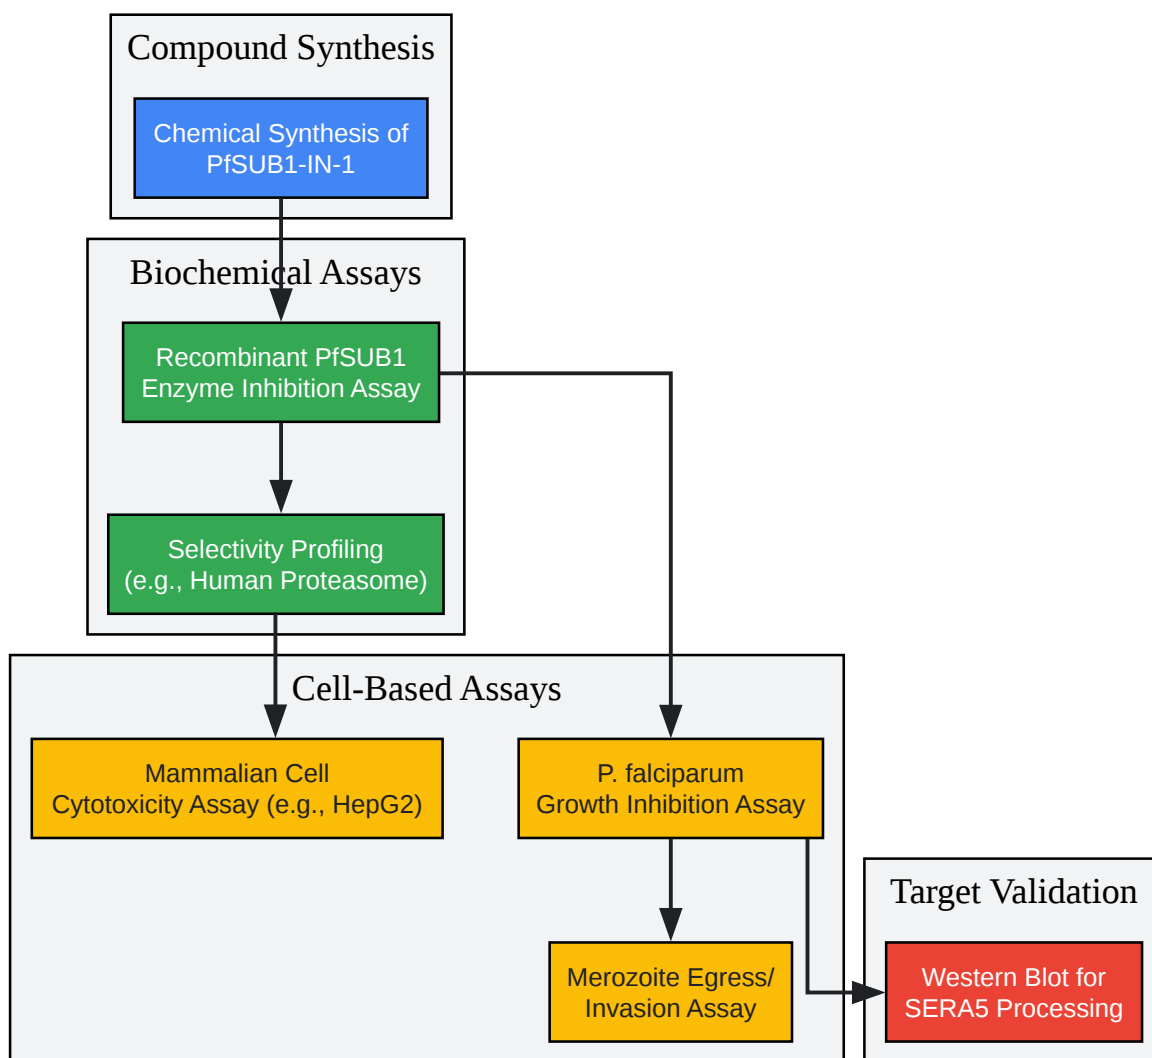 Compound Synthesis
Chemical Synthesis of
PfSUB1-IN-1
Biochemical Assays
Recombinant PfSUB1
Enzyme Inhibition Assay
Selectivity Profiling
(e.g., Human Proteasome)
Cell-Based Assays
Mammalian Cell
Cytotoxicity Assay (e.g., HepG2)
P. falciparum
Growth Inhibition Assay
Merozoite Egress/
Invasion Assay
Target Validation
Western Blot for
SERA5 Processing